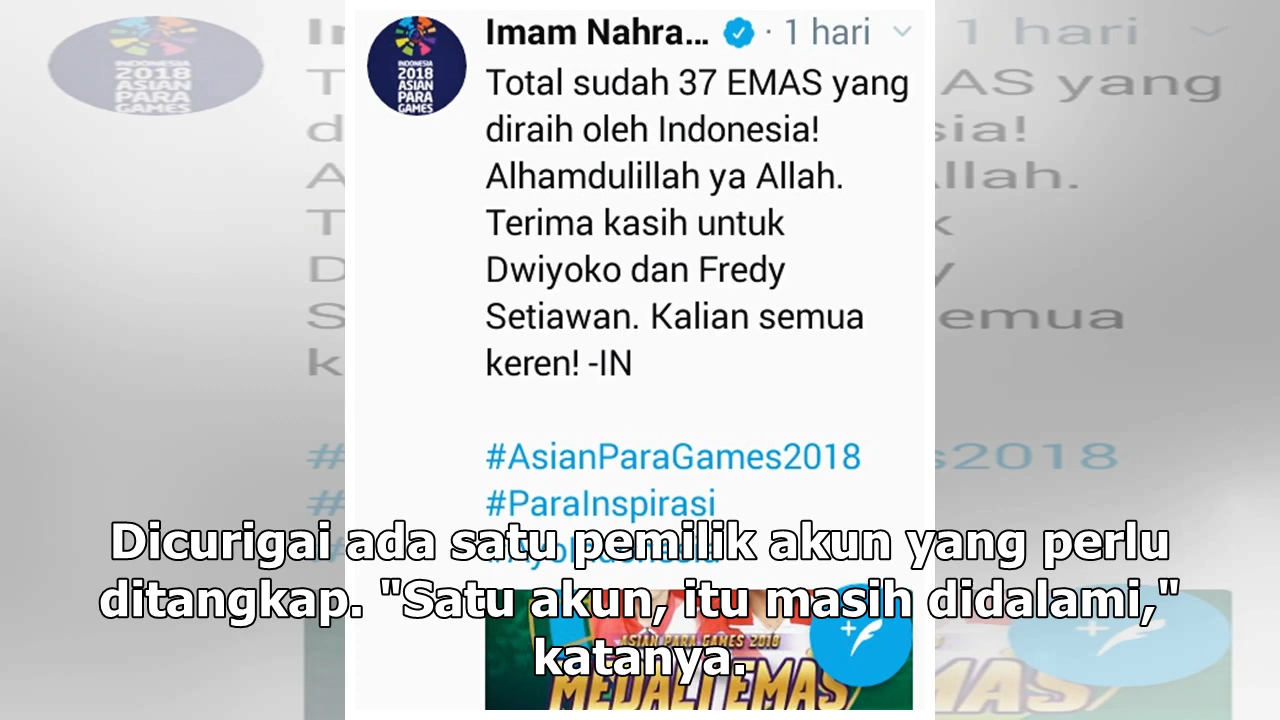 INDONESIA
2018
ASIAN
PARA
GAMES
Imam Nahra... · 1 hari
Total sudah 37 EMAS yang
diraih oleh Indonesia!
Alhamdulillah ya Allah.
Terima kasih untuk
Dwiyoko dan Fredy
Setiawan. Kalian semua
keren! -IN
#AsianParaGames2018
#ParaInspirasi
Dicurigai ada satu pemilik akun yang perlu
ditangkap. "Satu akun, itu masih didalami,"
katanya.
ASIAN PARA GAMES 2018
MEDALI EMAS